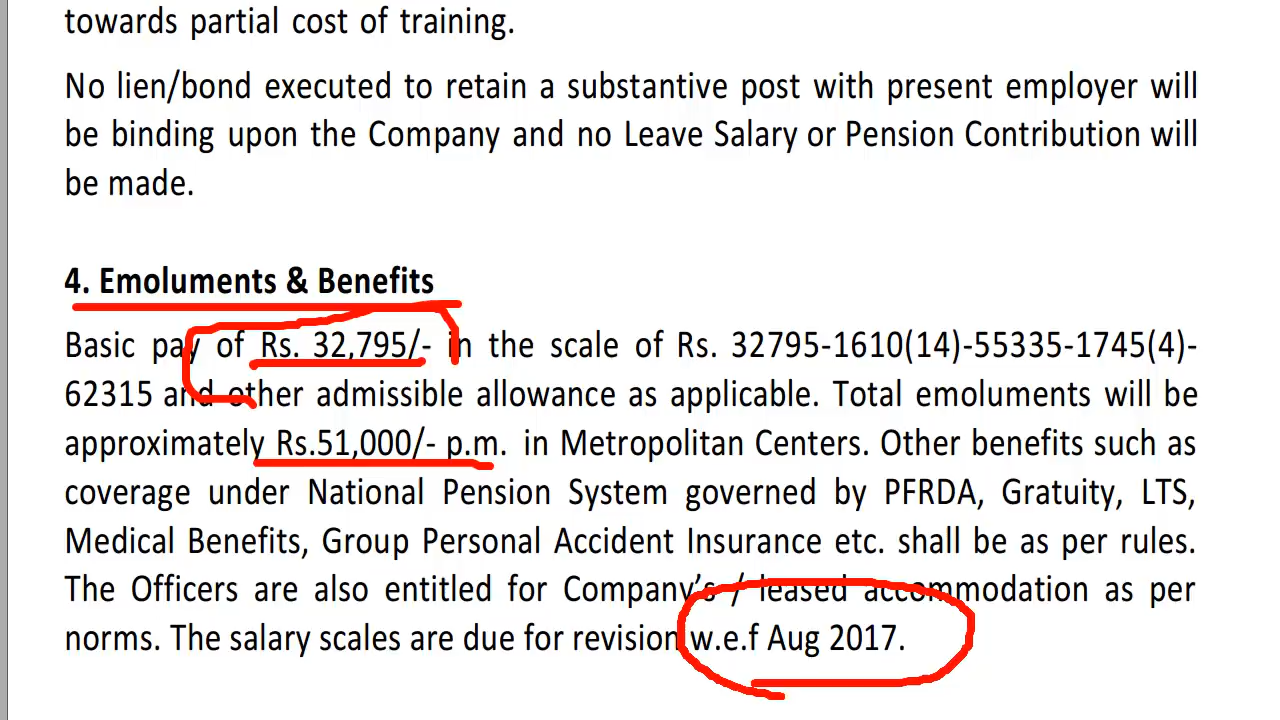 towards partial cost of training.
No lien/bond executed to retain a substantive post with present employer will
be binding upon the Company and no Leave Salary or Pension Contribution will
be made.
4. Emoluments & Benefits
Basic pay of Rs. 32,795/- in the scale of Rs. 32795-1610(14)-55335-1745(4)-
62315 and other admissible allowance as applicable. Total emoluments will be
approximately Rs.51,000/- p.m. in Metropolitan Centers. Other benefits such as
coverage under National Pension System governed by PFRDA, Gratuity, LTS,
Medical Benefits, Group Personal Accident Insurance etc. shall be as per rules.
The Officers are also entitled for Company’s / leased accommodation as per
norms. The salary scales are due for revision w.e.f Aug 2017.